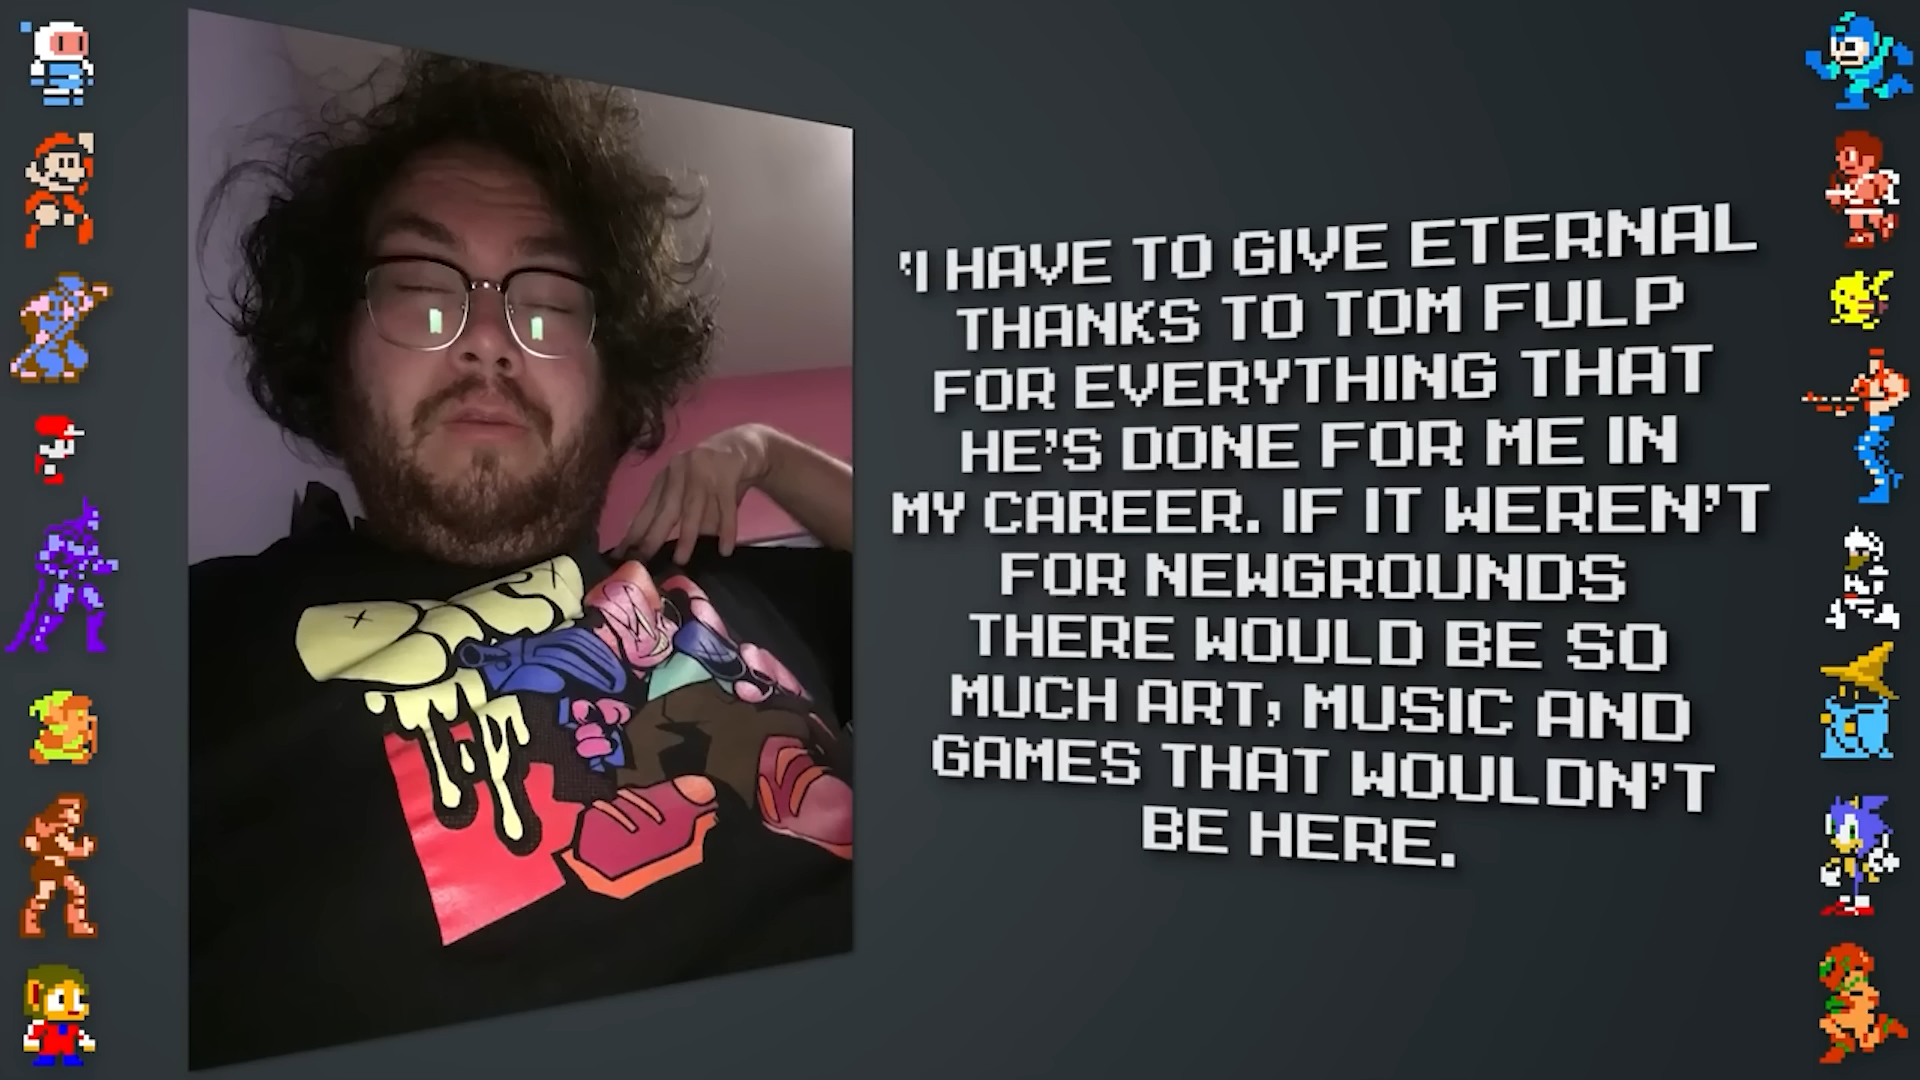 'I HAVE TO GIVE ETERNAL
THANKS TO TOM FULP
FOR EVERYTHING THAT
HE'S DONE FOR ME IN
MY CAREER. IF IT WEREN'T
FOR NEWGROUNDS
THERE WOULD BE SO
MUCH ART, MUSIC AND
GAMES THAT WOULDN'T
BE HERE.